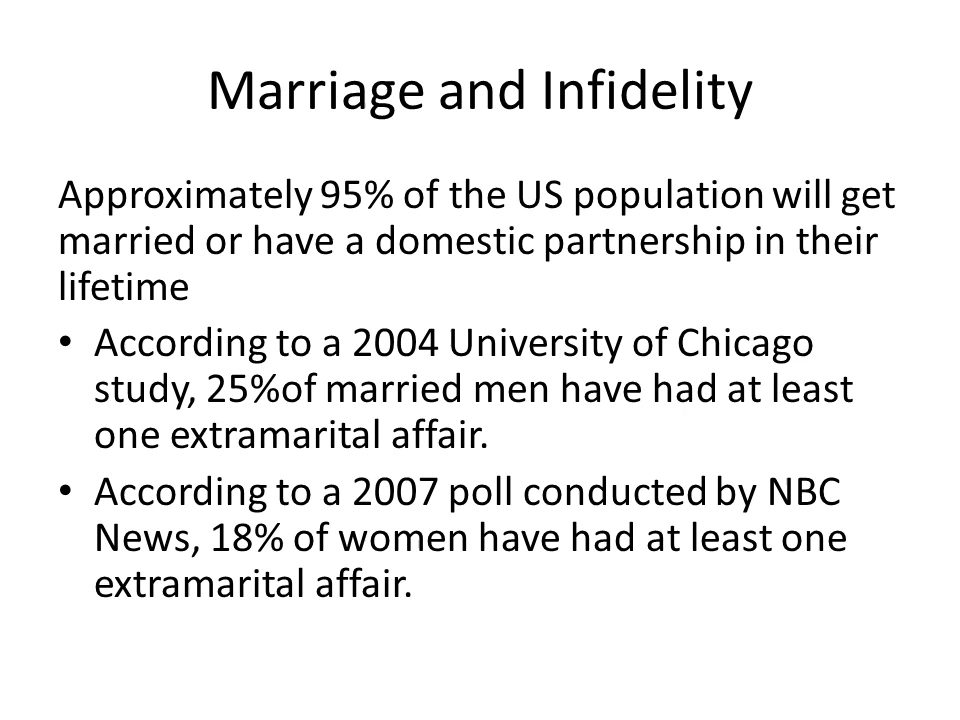 Marriage and Infidelity
Approximately 95% of the US population will get
married or have a domestic partnership in their
lifetime
• According to a 2004 University of Chicago
study, 25%of married men have had at least
one extramarital affair.
• According to a 2007 poll conducted by NBC
News, 18% of women have had at least one
extramarital affair.